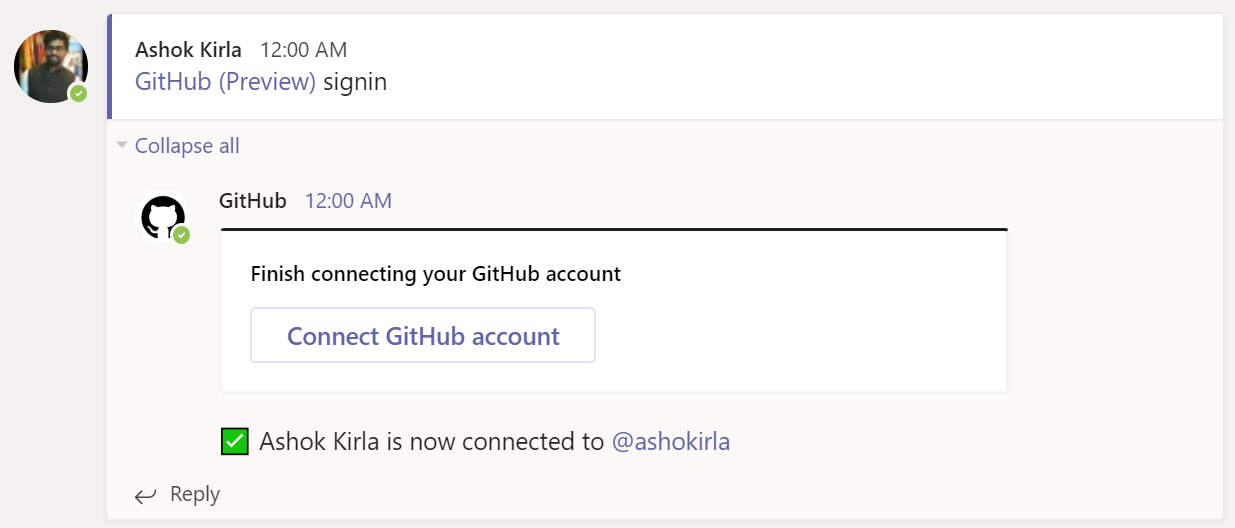 Ashok Kirla 12:00 AM
GitHub (Preview) signin
Collapse all
GitHub 12:00 AM
Finish connecting your GitHub account
Connect GitHub account
Ashok Kirla is now connected to @ashokirla
Reply